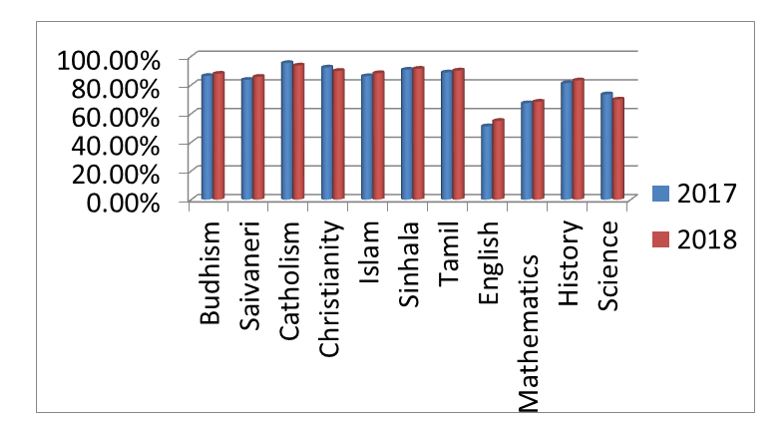 100.00%
80.00%
60.00%
40.00%
20.00%
0.00%
Budhism
Saivaneri
Catholism
Christianity
Islam
Sinhala
Tamil
English
Mathematics
History
Science
2017
2018